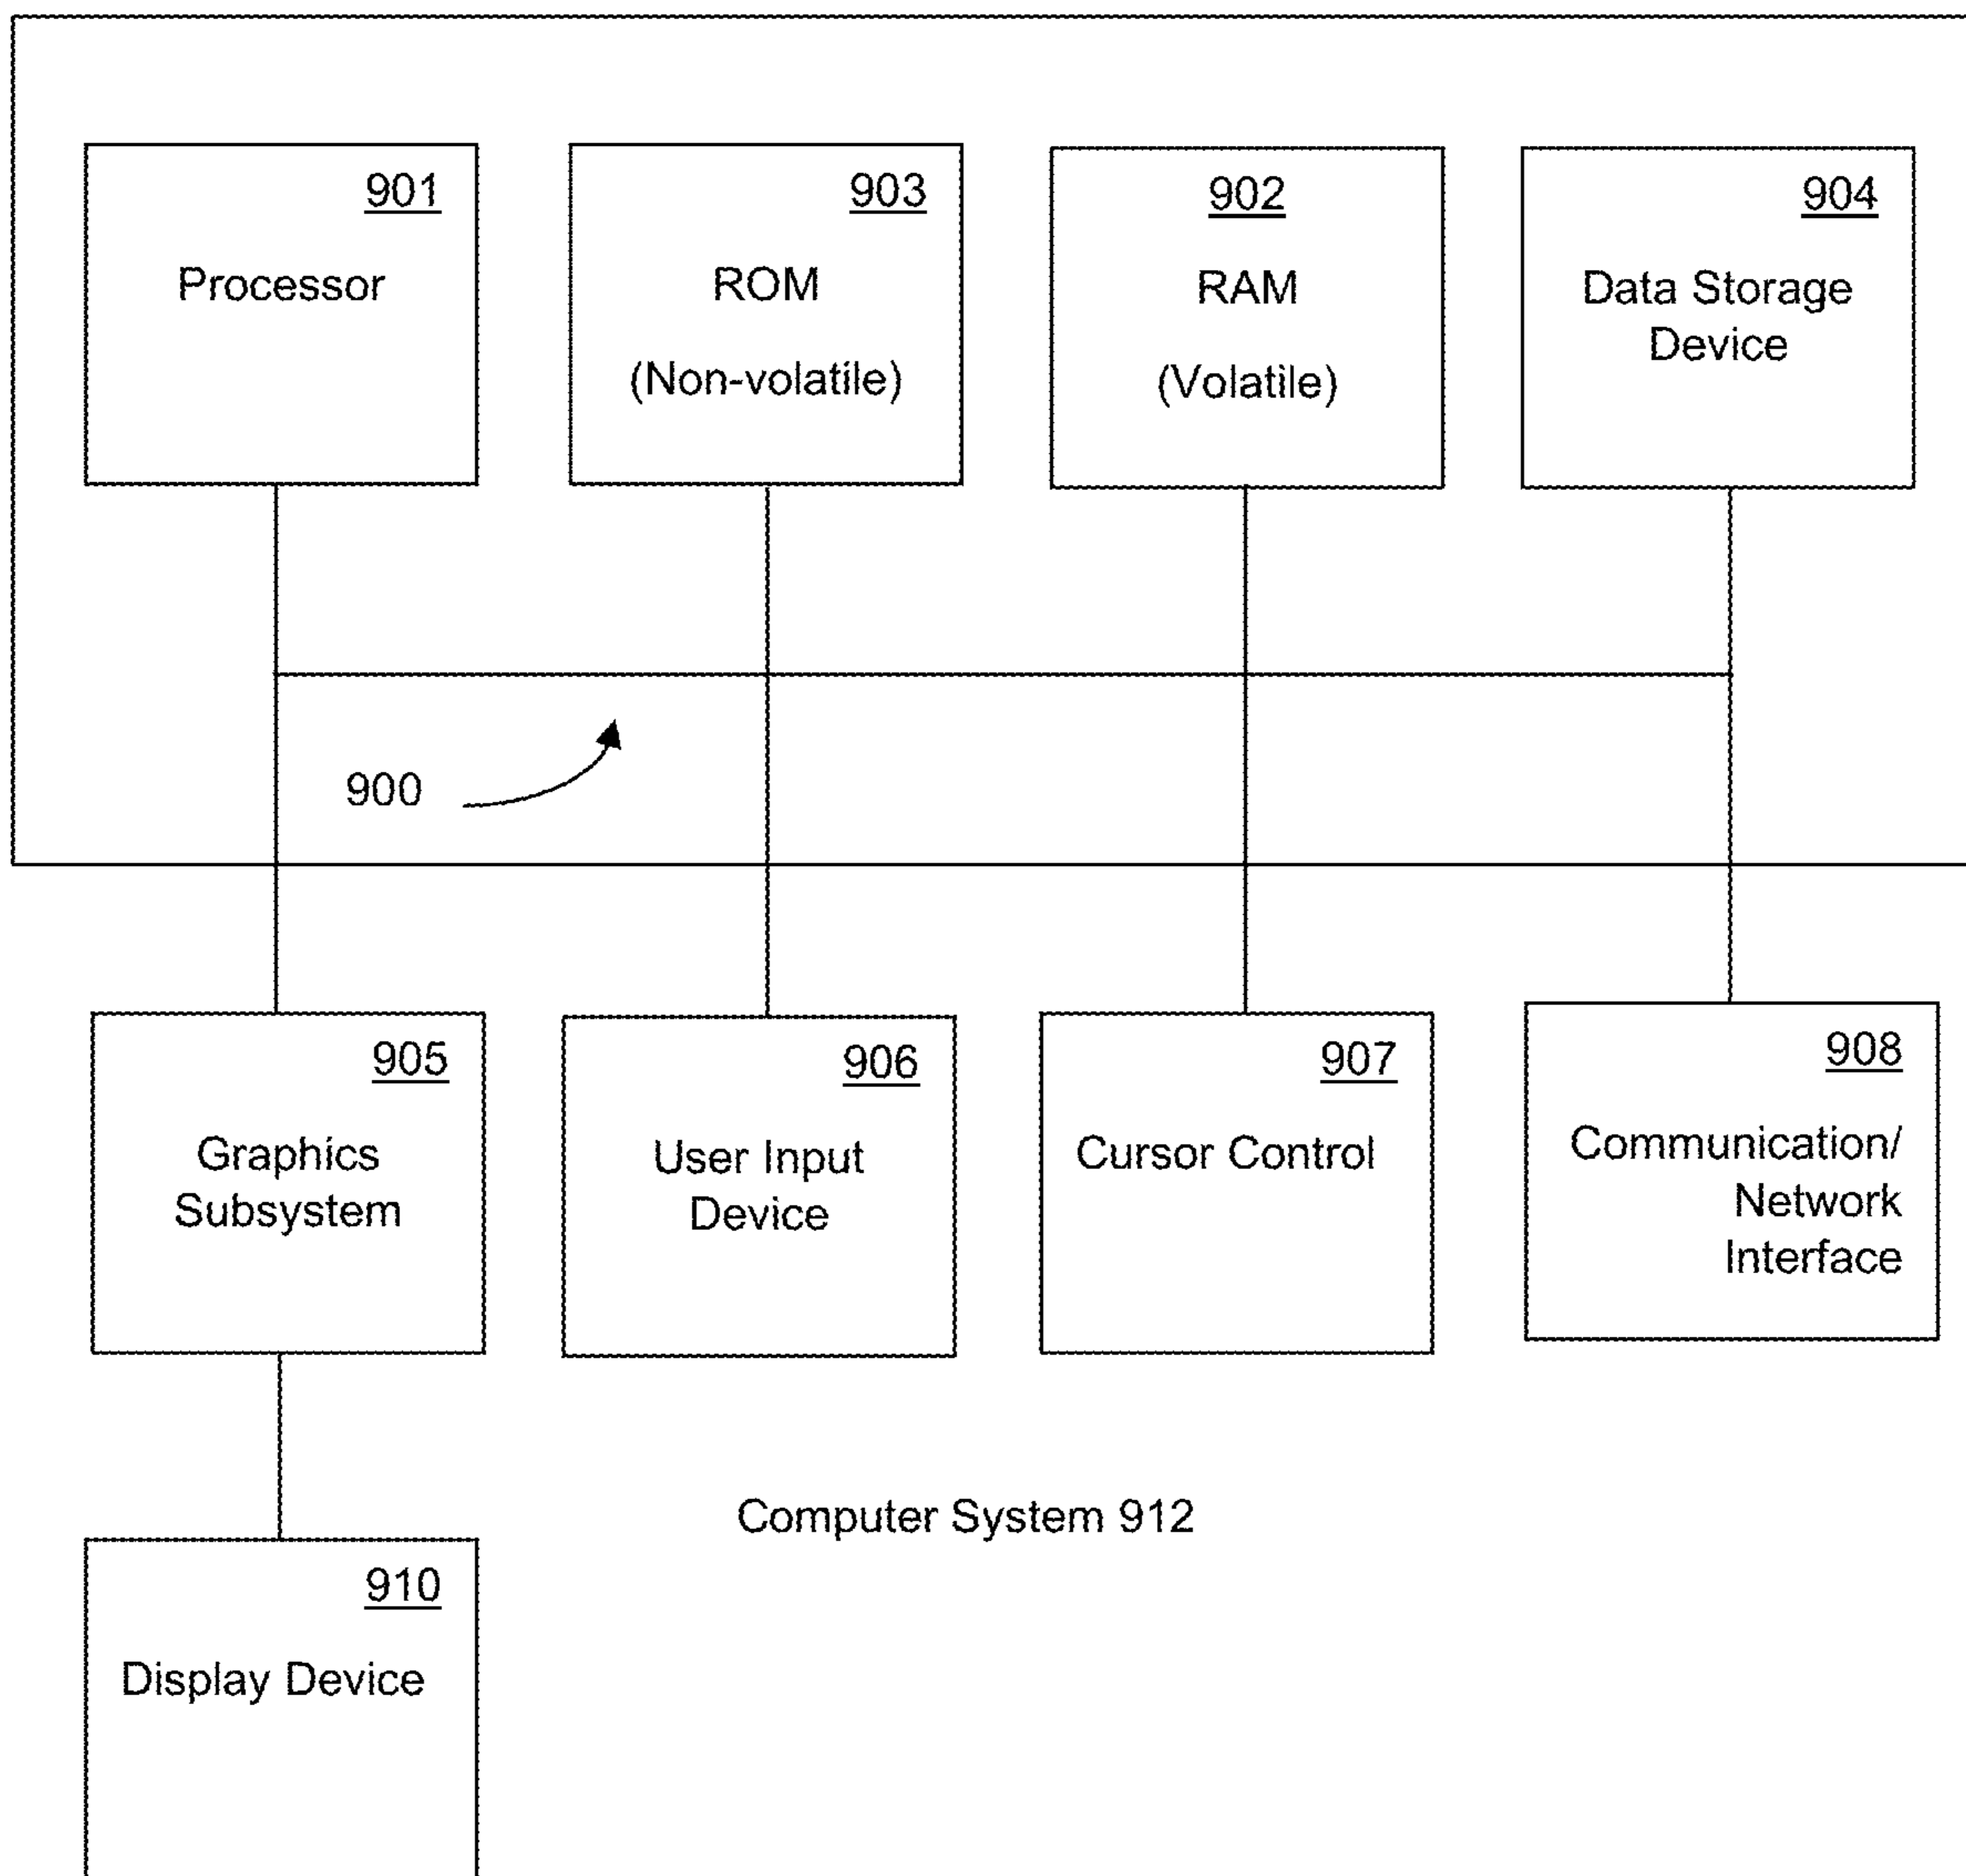 901
Processor
903
ROM
(Non-volatile)
902
RAM
(Volatile)
904
Data Storage
Device
900
905
Graphics
Subsystem
906
User Input
Device
907
Cursor Control
908
Communication/
Network
Interface
Computer System 912
910
Display Device